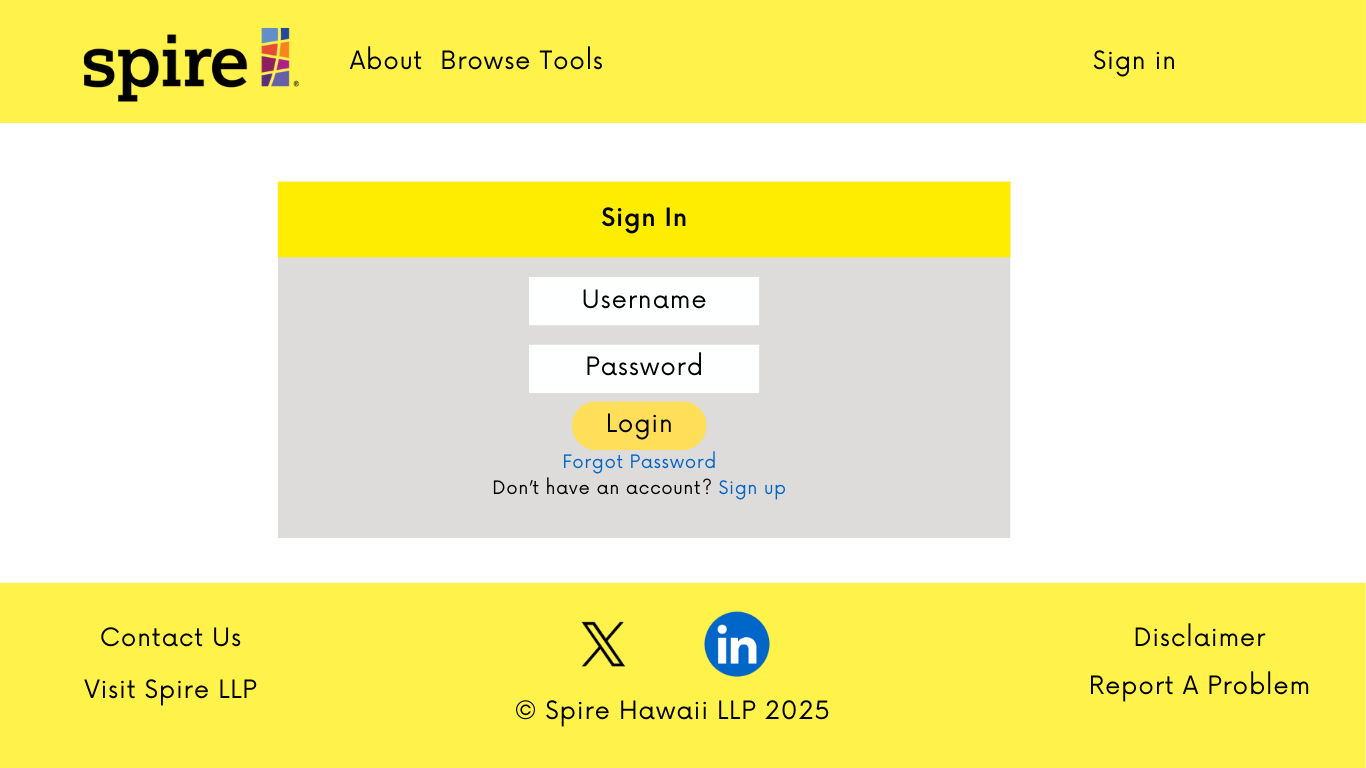 spire ®
About Browse Tools Sign in
Sign In
Username
Password
Login
Forgot Password
Don't have an account? Sign up
Contact Us
Visit Spire LLP
X in
© Spire Hawaii LLP 2025
Disclaimer
Report A Problem